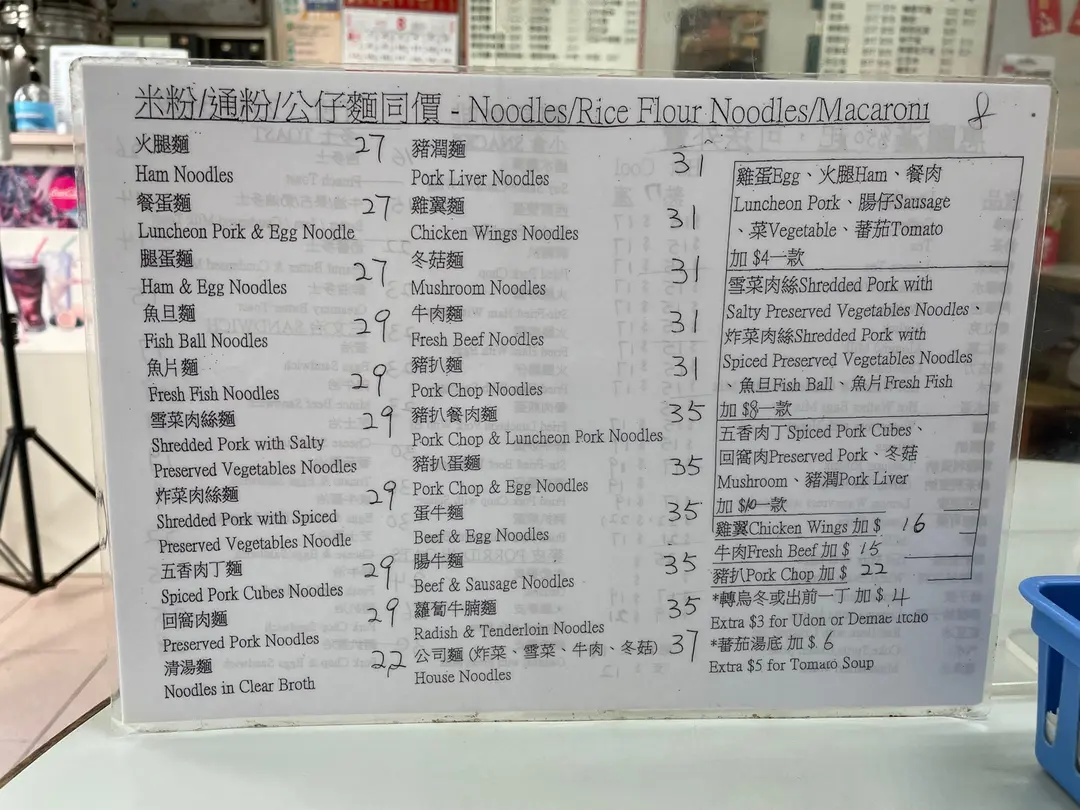 米粉/通粉/公仔麵同價 - Noodles/Rice Flour Noodles/Macaroni
8
火腿麵 27
Ham Noodles
餐蛋麵 27
Luncheon Pork & Egg Noodle
腿蛋麵 27
Ham & Egg Noodles
魚旦麵 29
Fish Ball Noodles
魚片麵 29
Fresh Fish Noodles
雪菜肉絲麵 29
Shredded Pork with Salty
Preserved Vegetables Noodles
炸菜肉絲麵 29
Shredded Pork with Spiced
Preserved Vegetables Noodle
五香肉丁麵 29
Spiced Pork Cubes Noodles
回窩肉麵 29
Preserved Pork Noodles
清湯麵 22
Noodles in Clear Broth
豬潤麵 31
Pork Liver Noodles
雞翼麵 31
Chicken Wings Noodles
冬菇麵 31
Mushroom Noodles
牛肉麵 31
Fresh Beef Noodles
豬扒麵 31
Pork Chop Noodles
豬扒餐肉麵 35
Pork Chop & Luncheon Pork Noodles
豬扒蛋麵 35
Pork Chop & Egg Noodles
蛋牛麵 35
Beef & Egg Noodles
腸牛麵 35
Beef & Sausage Noodles
蘿蔔牛腩麵 35
Radish & Tenderloin Noodles
公司麵 (炸菜、雪菜、牛肉、冬菇) 37
House Noodles
雞蛋Egg、火腿Ham、餐肉
Luncheon Pork、腸仔Sausage
、菜Vegetable、蕃茄Tomato
加 $4一款
雪菜肉絲Shredded Pork with
Salty Preserved Vegetables Noodles、
炸菜肉絲Shredded Pork with
Spiced Preserved Vegetables Noodles
、魚旦Fish Ball、魚片Fresh Fish
加 $8一款
五香肉丁Spiced Pork Cubes、
回窩肉Preserved Pork、冬菇
Mushroom、豬潤Pork Liver
加 $10一款
雞翼Chicken Wings 加 $ 16
牛肉Fresh Beef 加 $ 15
豬扒Pork Chop 加 $ 22
*轉烏冬或出前一丁 加 $ 4
Extra $3 for Udon or Demae Itcho
*蕃茄湯底 加 $ 6
Extra $5 for Tomato Soup